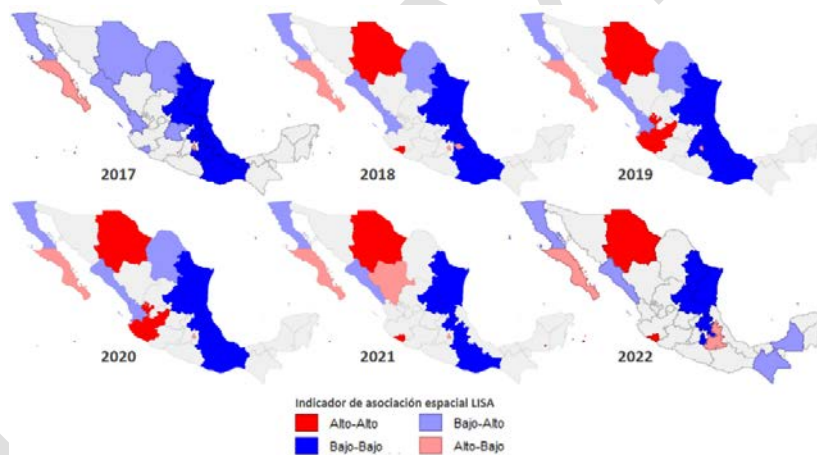 2017
2018
2019
2020
2021
2022
Indicador de asociación espacial LISA
Alto-Alto
Bajo-Alto
Bajo-Bajo
Alto-Bajo